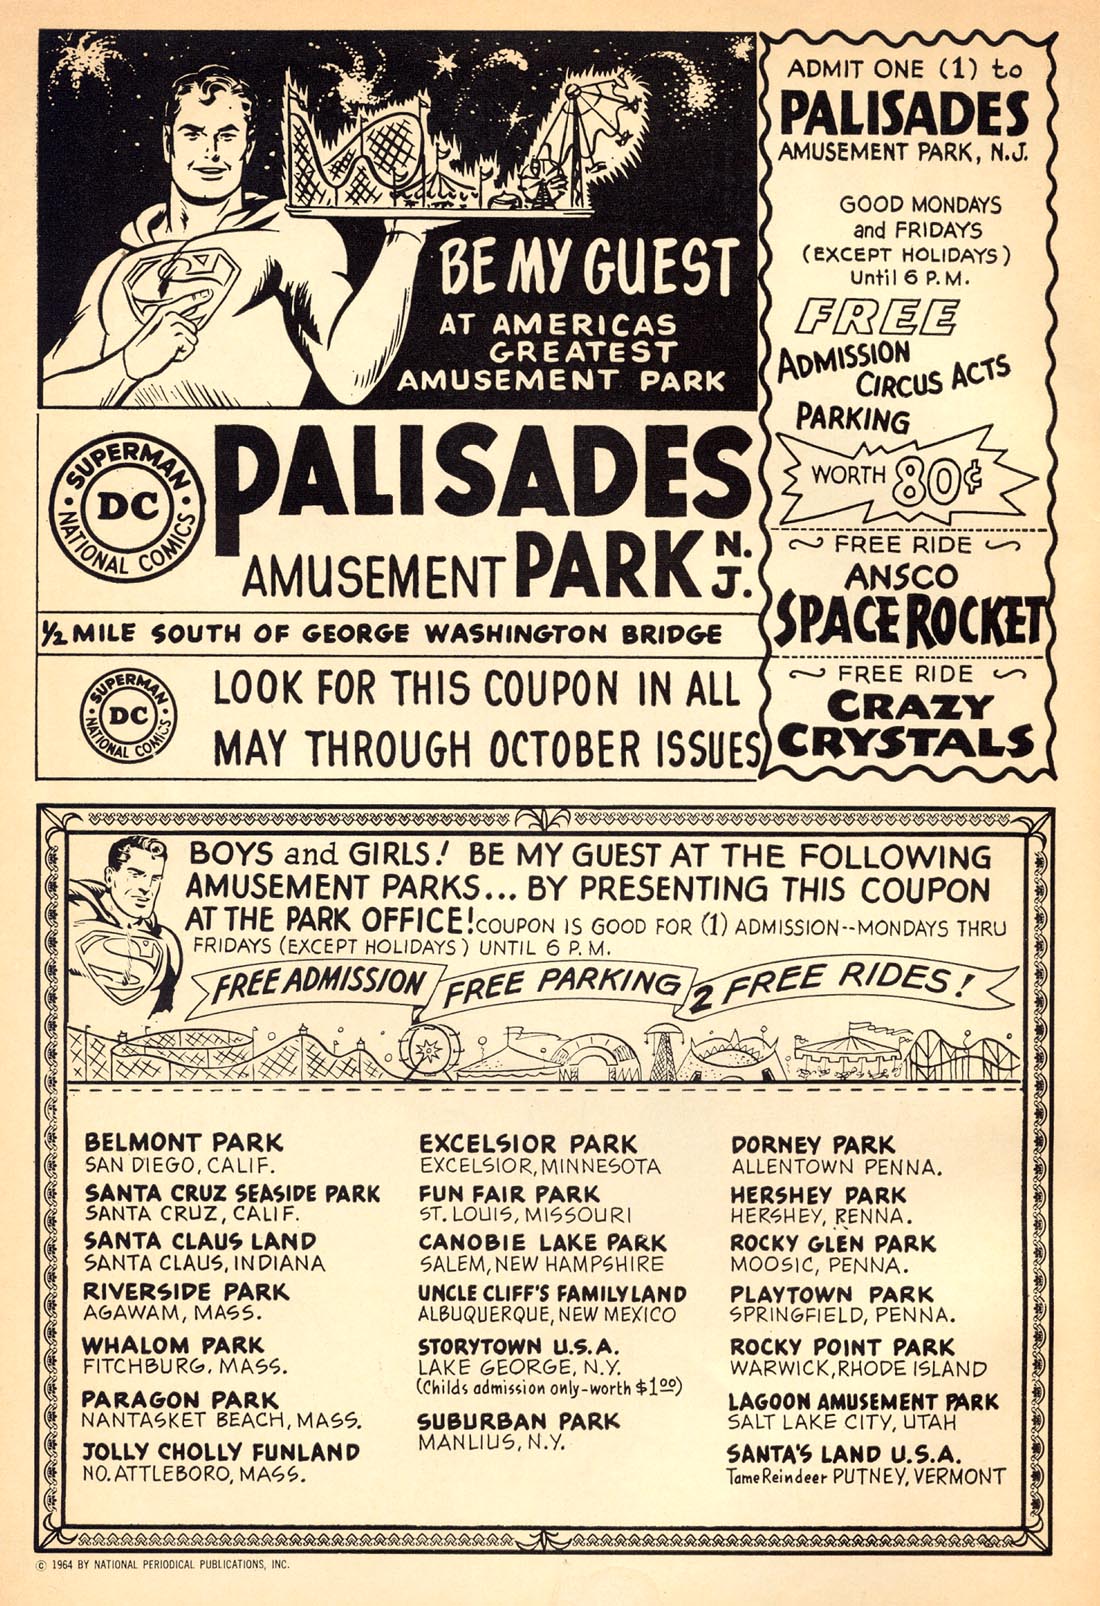 BE MY GUEST
AT AMERICAS
GREATEST
AMUSEMENT PARK
SUPERMAN
DC
NATIONAL COMICS
PALISADES
AMUSEMENT PARK N.J.
1/2 MILE SOUTH OF GEORGE WASHINGTON BRIDGE
SUPERMAN
DC
NATIONAL COMICS
LOOK FOR THIS COUPON IN ALL
MAY THROUGH OCTOBER ISSUES
ADMIT ONE (1) to
PALISADES
AMUSEMENT PARK, N.J.
GOOD MONDAYS
and FRIDAYS
(EXCEPT HOLIDAYS)
Until 6 P.M.
FREE
ADMISSION
CIRCUS ACTS
PARKING
WORTH 80¢
FREE RIDE
ANSCO
SPACE ROCKET
FREE RIDE
CRAZY
CRYSTALS
BOYS and GIRLS! BE MY GUEST AT THE FOLLOWING
AMUSEMENT PARKS... BY PRESENTING THIS COUPON
AT THE PARK OFFICE! COUPON IS GOOD FOR (1) ADMISSION--MONDAYS THRU
FRIDAYS (EXCEPT HOLIDAYS) UNTIL 6 P.M.
FREE ADMISSION FREE PARKING 2 FREE RIDES!
BELMONT PARK
SAN DIEGO, CALIF.
SANTA CRUZ SEASIDE PARK
SANTA CRUZ, CALIF.
SANTA CLAUS LAND
SANTA CLAUS, INDIANA
RIVERSIDE PARK
AGAWAM, MASS.
WHALOM PARK
FITCHBURG, MASS.
PARAGON PARK
NANTASKET BEACH, MASS.
JOLLY CHOLLY FUNLAND
NO. ATTLEBORO, MASS.
EXCELSIOR PARK
EXCELSIOR, MINNESOTA
FUN FAIR PARK
ST. LOUIS, MISSOURI
CANOBIE LAKE PARK
SALEM, NEW HAMPSHIRE
UNCLE CLIFF'S FAMILYLAND
ALBUQUERQUE, NEW MEXICO
STORYTOWN U.S.A.
LAKE GEORGE, N.Y.
(Childs admission only-worth $1.00)
SUBURBAN PARK
MANLIUS, N.Y.
DORNEY PARK
ALLENTOWN PENNA.
HERSHEY PARK
HERSHEY, PENNA.
ROCKY GLEN PARK
MOOSIC, PENNA.
PLAYTOWN PARK
SPRINGFIELD, PENNA.
ROCKY POINT PARK
WARWICK, RHODE ISLAND
LAGOON AMUSEMENT PARK
SALT LAKE CITY, UTAH
SANTA'S LAND U.S.A.
Tame Reindeer PUTNEY, VERMONT
© 1964 BY NATIONAL PERIODICAL PUBLICATIONS, INC.